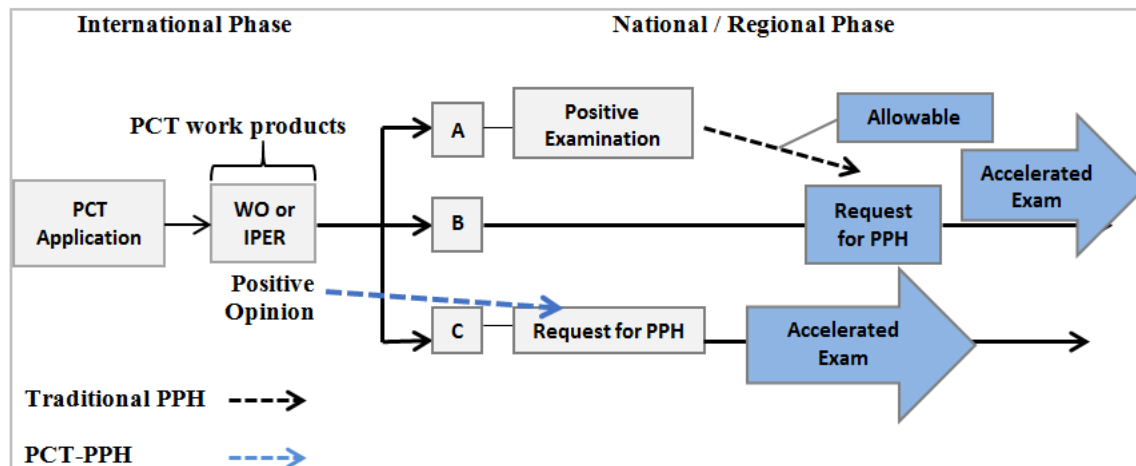 International Phase
National / Regional Phase
PCT work products
A
Positive
Examination
Allowable
Accelerated
Exam
PCT
Application
WO or
IPER
B
Request
for PPH
Positive
Opinion
C
Request for PPH
Accelerated
Exam
Traditional PPH
PCT-PPH